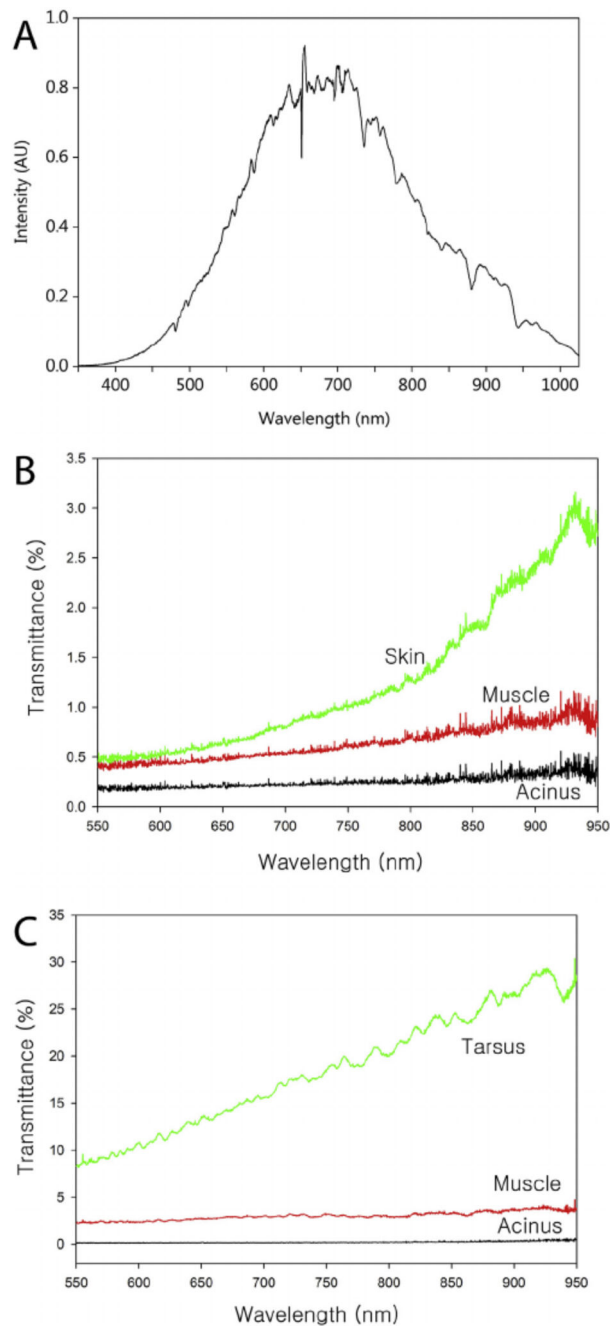 A
1.0
0.8
0.6
0.4
0.2
0.0
Intensity (AU)
400 500 600 700 800 900 1000
Wavelength (nm)
B
3.5
3.0
2.5
2.0
1.5
1.0
0.5
0.0
Transmittance (%)
Skin
Muscle
Acinus
550 600 650 700 750 800 850 900 950
Wavelength (nm)
C
35
30
25
20
15
10
5
0
Transmittance (%)
Tarsus
Muscle
Acinus
550 600 650 700 750 800 850 900 950
Wavelength (nm)